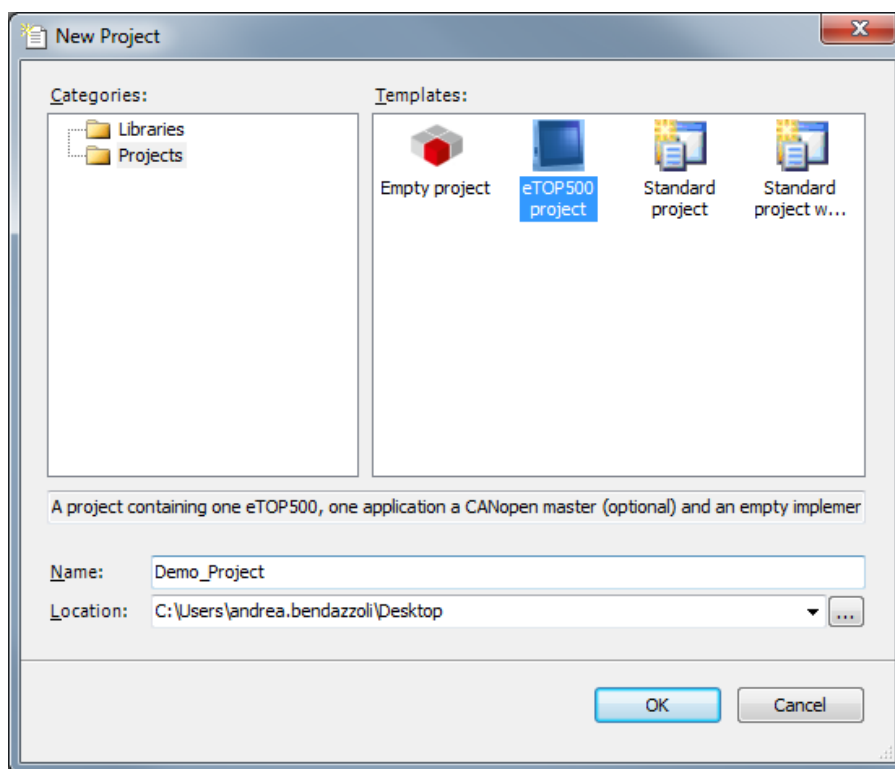 New Project
Categories:
Templates:
Libraries
Projects
Empty project
eTOP500
project
Standard
project
Standard
project w...
A project containing one eTOP500, one application a CANopen master (optional) and an empty implemer
Name:
Demo_Project
Location:
C:\Users\andrea.bendazzoli\Desktop
...
OK
Cancel